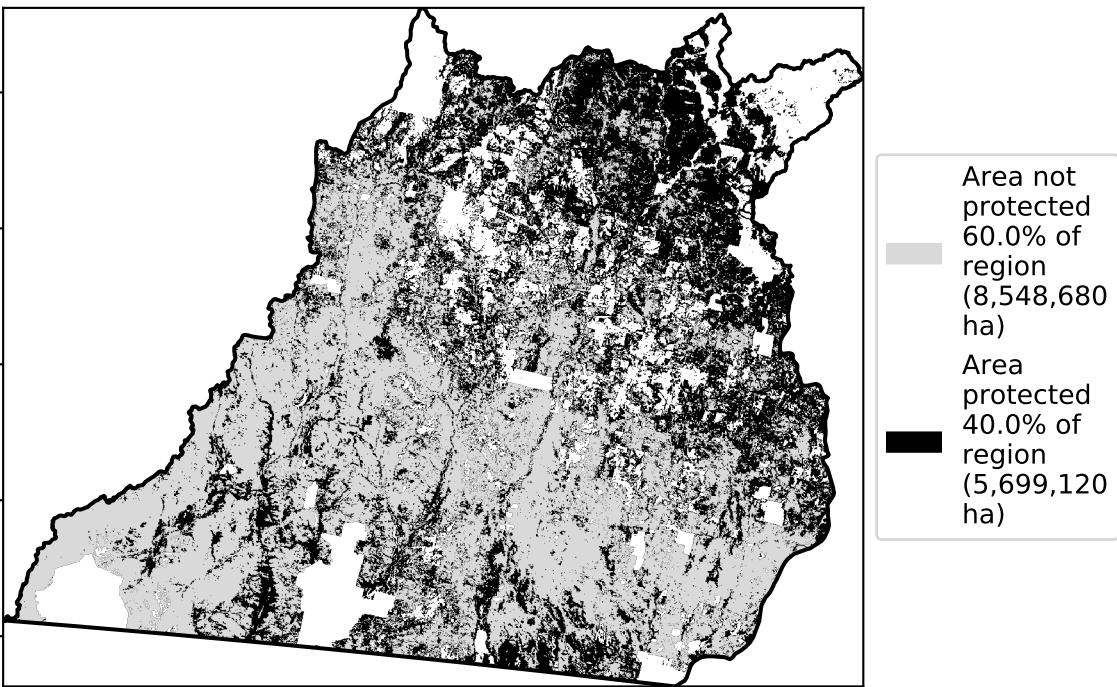 Area not
protected
60.0% of
region
(8,548,680
ha)
Area
protected
40.0% of
region
(5,699,120
ha)